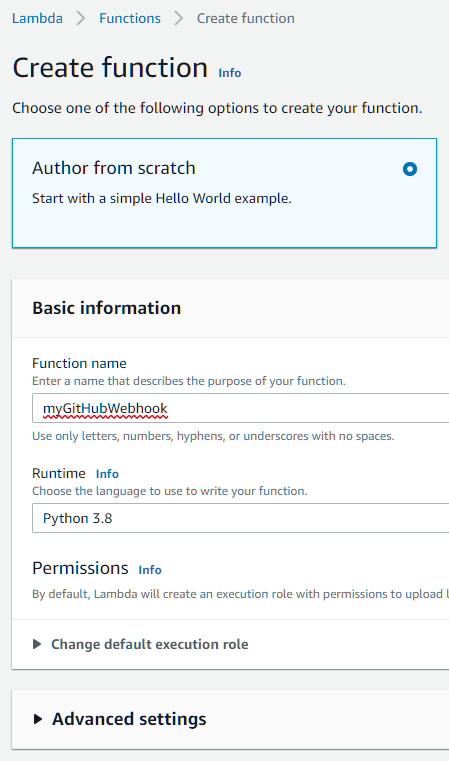 Lambda > Functions > Create function
Create function Info
Choose one of the following options to create your function.
Author from scratch
Start with a simple Hello World example.
Basic information
Function name
Enter a name that describes the purpose of your function.
myGitHubWebhook
Use only letters, numbers, hyphens, or underscores with no spaces.
Runtime Info
Choose the language to use to write your function.
Python 3.8
Permissions Info
By default, Lambda will create an execution role with permissions to upload
Change default execution role
Advanced settings